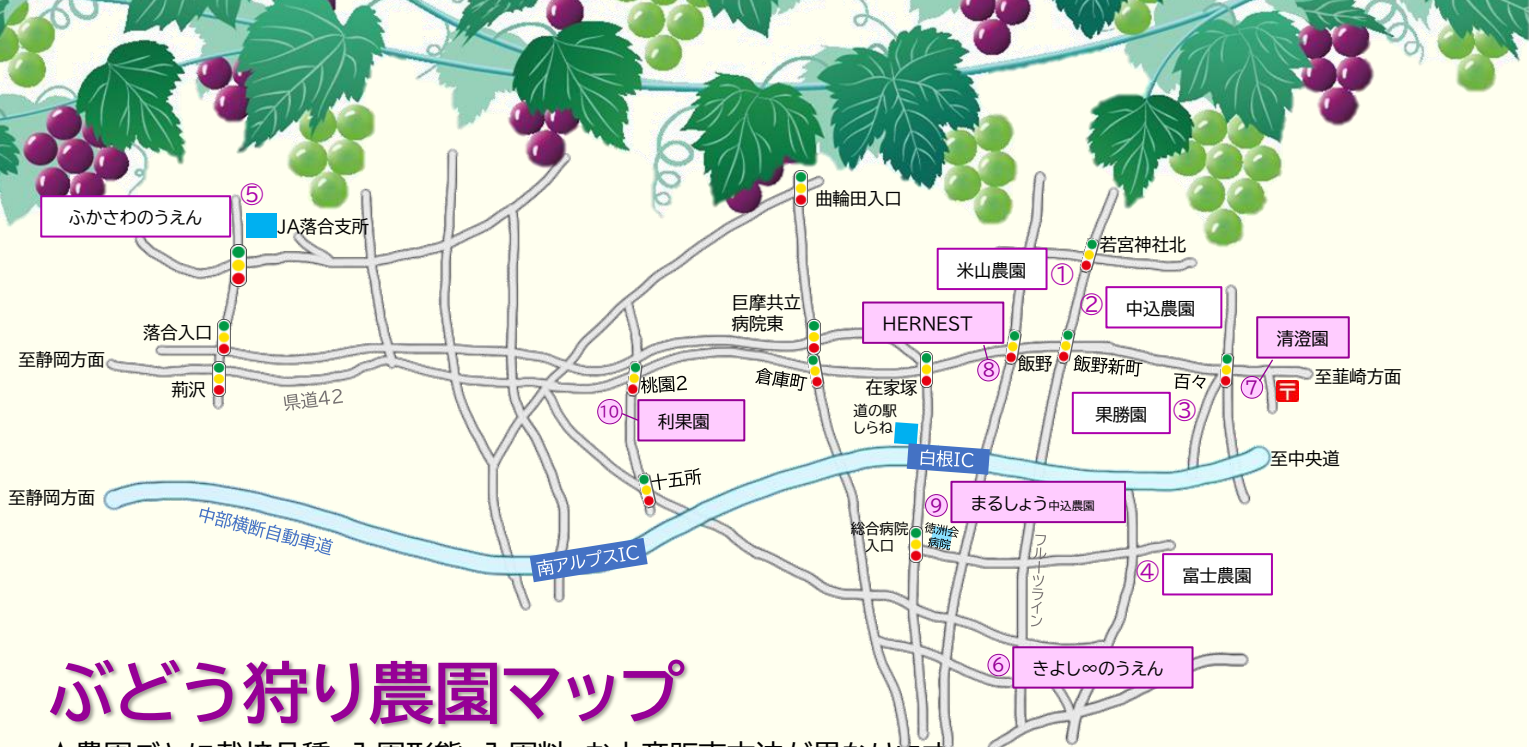 ⑤
ふかさわのうえん
JA落合支所
曲輪田入口
若宮神社北
米山農園
①
②
中込農園
巨摩共立
病院東
HERNEST
清澄園
落合入口
至静岡方面
荊沢
県道42
桃園2
倉庫町
在家塚
⑧
飯野
飯野新町
百々
⑦
〒
至韮崎方面
⑩
利果園
道の駅
しらね
果勝園
③
白根IC
至中央道
十五所
至静岡方面
中部横断自動車道
⑨
まるしょう中込農園
総合病院
入口
徳洲会
病院
南アルプスIC
フルーツライン
④
富士農園
⑥
きよし∞のうえん
ぶどう狩り農園マップ